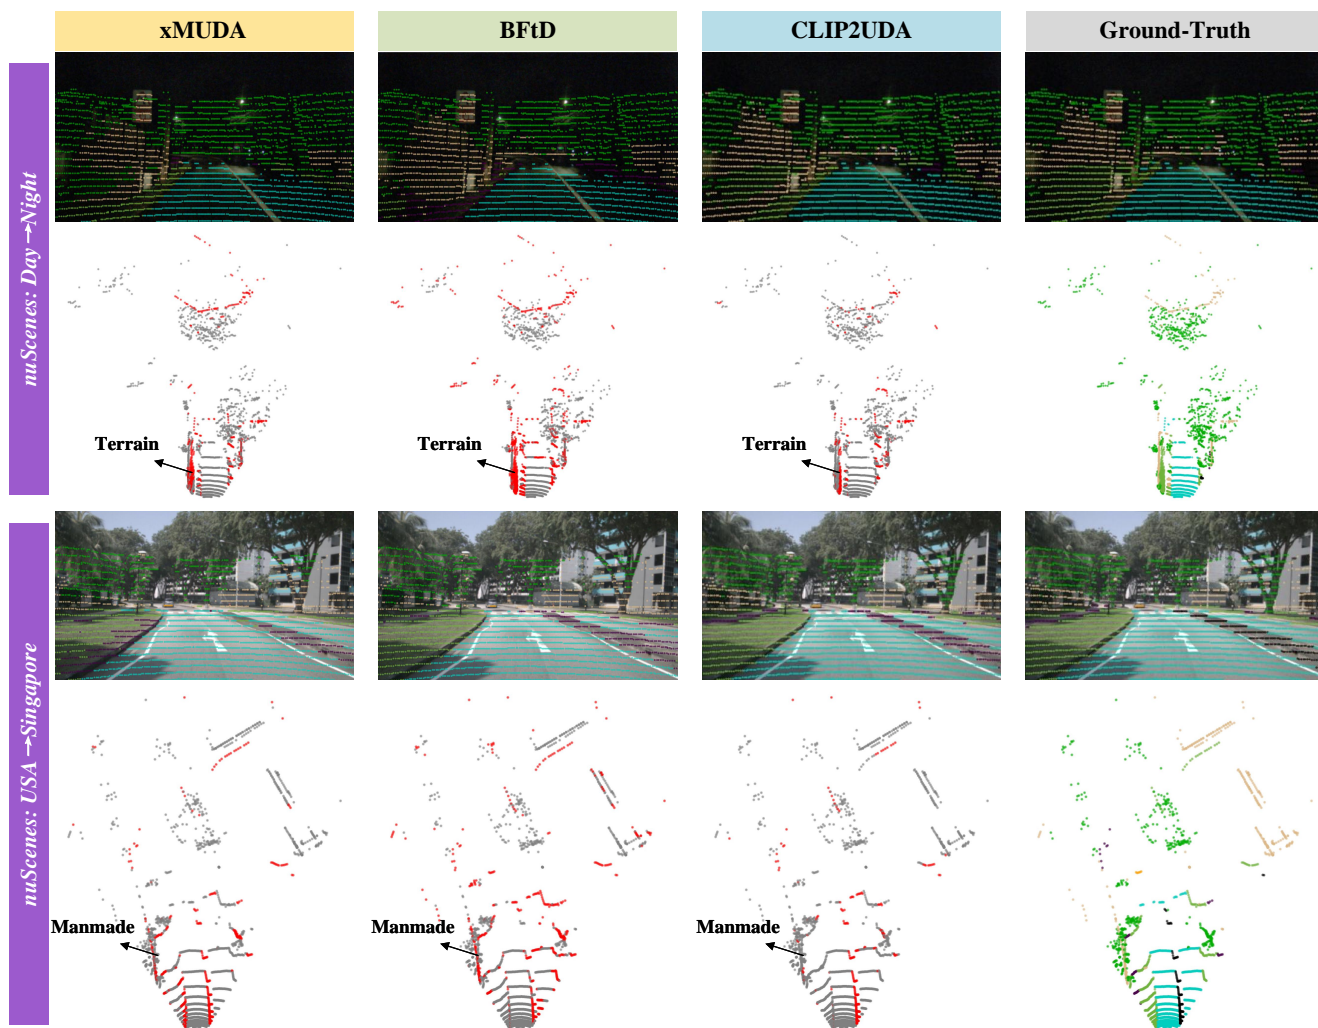 xMUDA
BFtD
CLIP2UDA
Ground-Truth
nuScenes: Day→Night
Terrain
Terrain
Terrain
nuScenes: USA→Singapore
Manmade
Manmade
Manmade